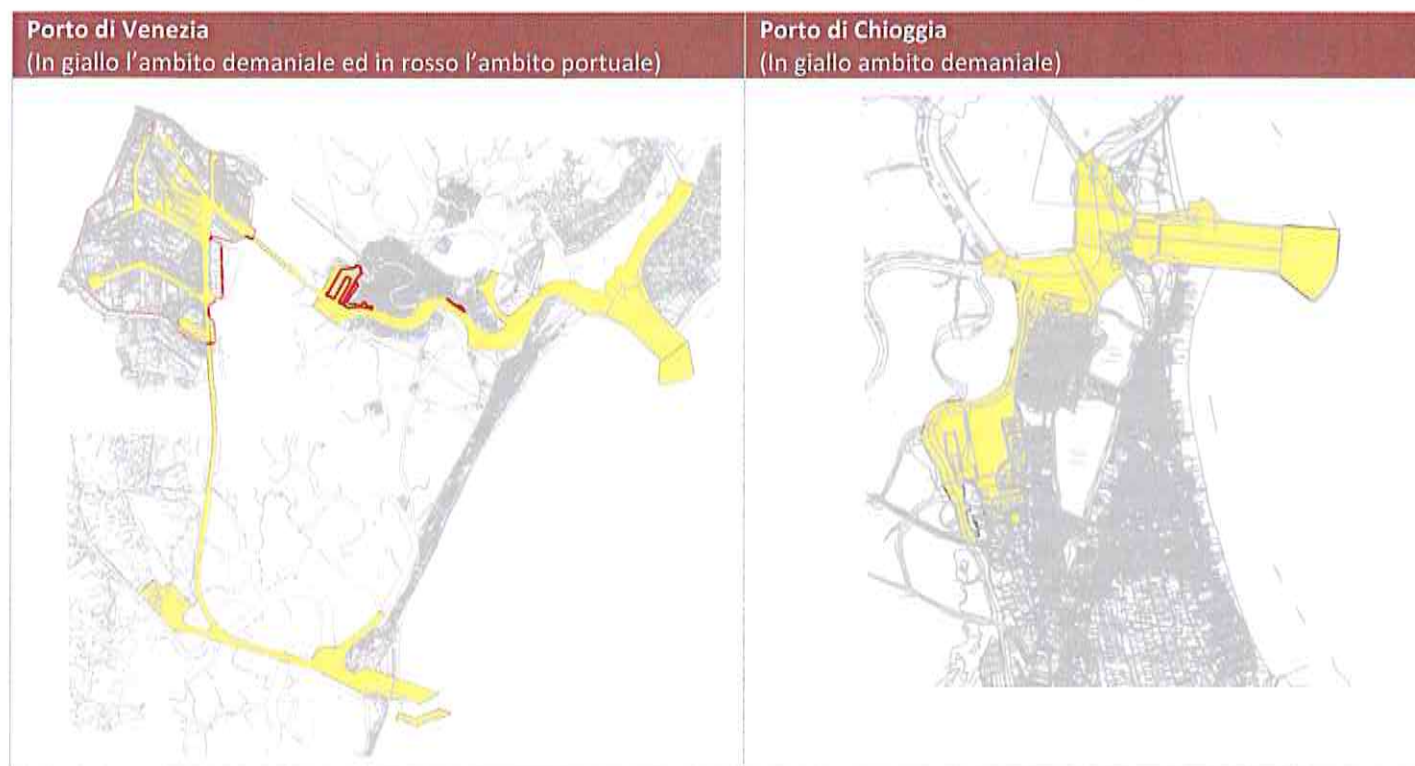 Porto di Venezia
(In giallo l'ambito demaniale ed in rosso l'ambito portuale)
Porto di Chioggia
(In giallo ambito demaniale)